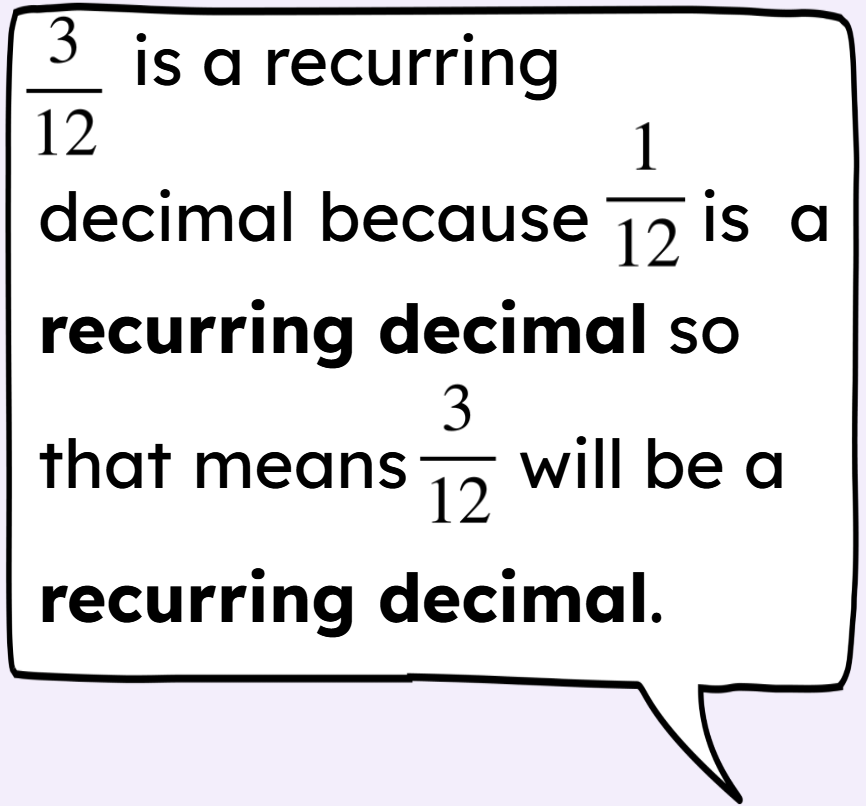 3/12 is a recurring
decimal because 1/12 is a
recurring decimal so
that means 3/12 will be a
recurring decimal.